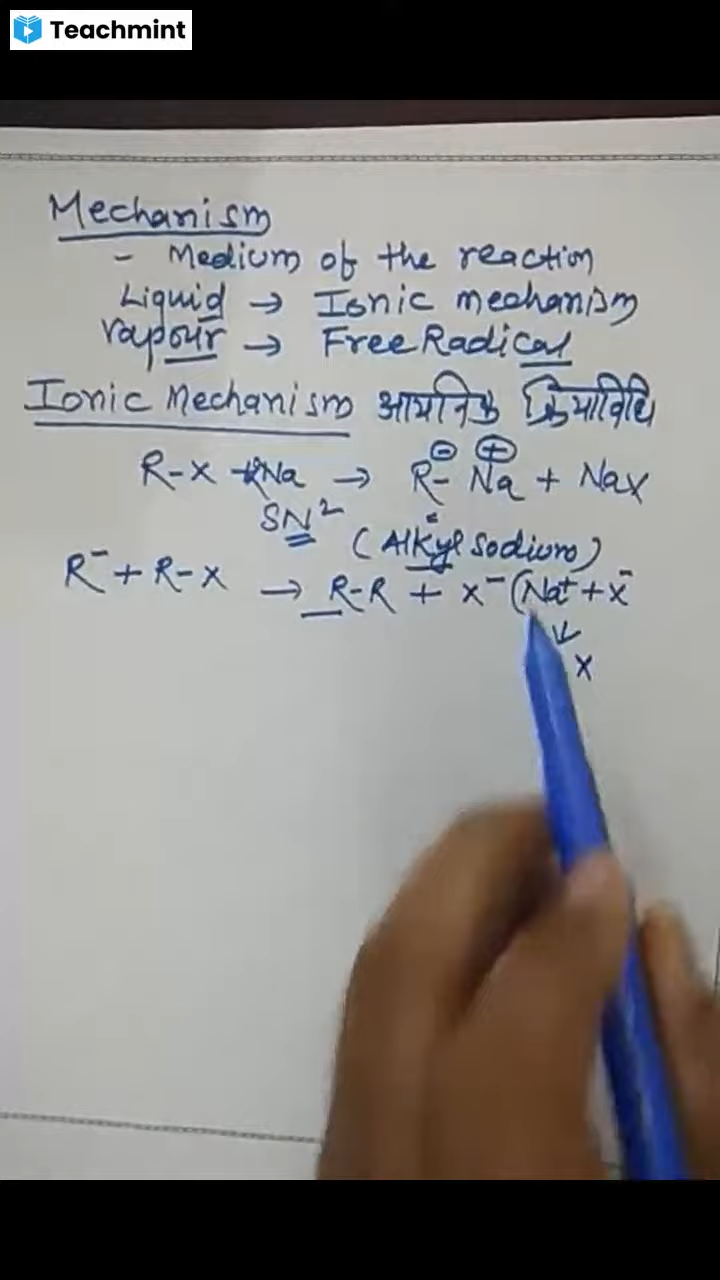 Teachmint
Mechanism
- Medium of the reaction
Liquid → Ionic mechanism
Vapour → Free Radical
Ionic Mechanism आयनिक क्रियाविधि
R-X + 2Na → R⁻ Na⁺ + NaX
SN²
(Alkyl Sodium)
R⁻ + R-X → R-R + X⁻ (Na⁺ + X⁻
↓
X